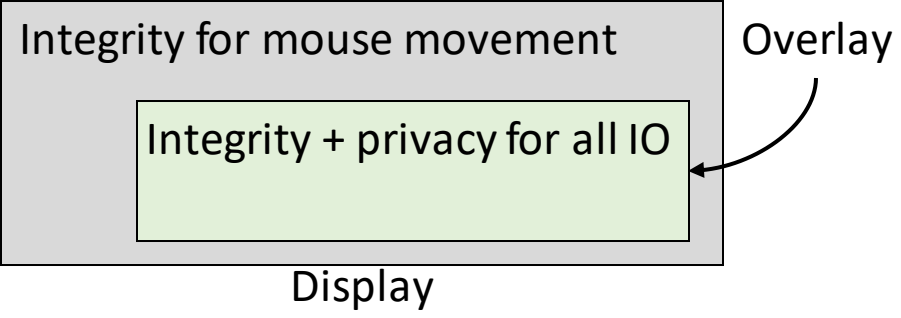 Integrity for mouse movement
Overlay
Integrity + privacy for all IO
Display